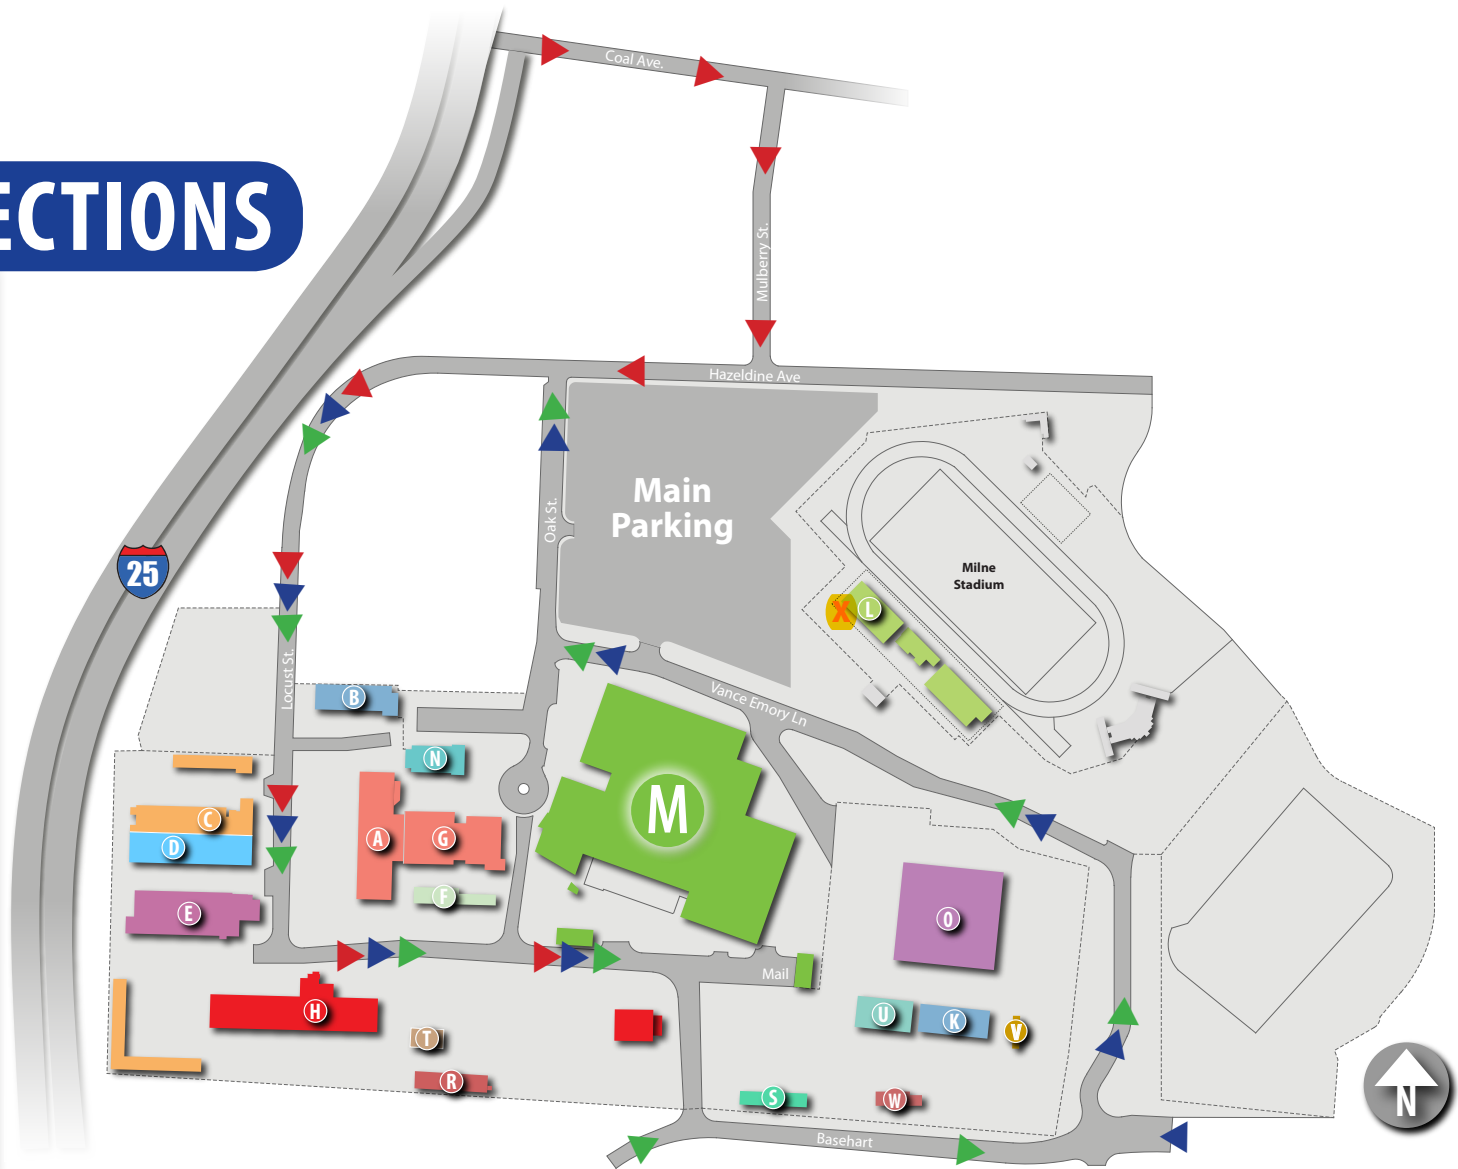 Coal Ave.
ECTIONS
Mulberry St.
Hazeldine Ave
Main
Parking
Oak St.
Milne
Stadium
25
X
L
Locust St.
B
Vance Emory Ln
N
M
C
D
A
G
F
E
O
Mail
H
U
K
V
T
R
S
W
N
Basehart